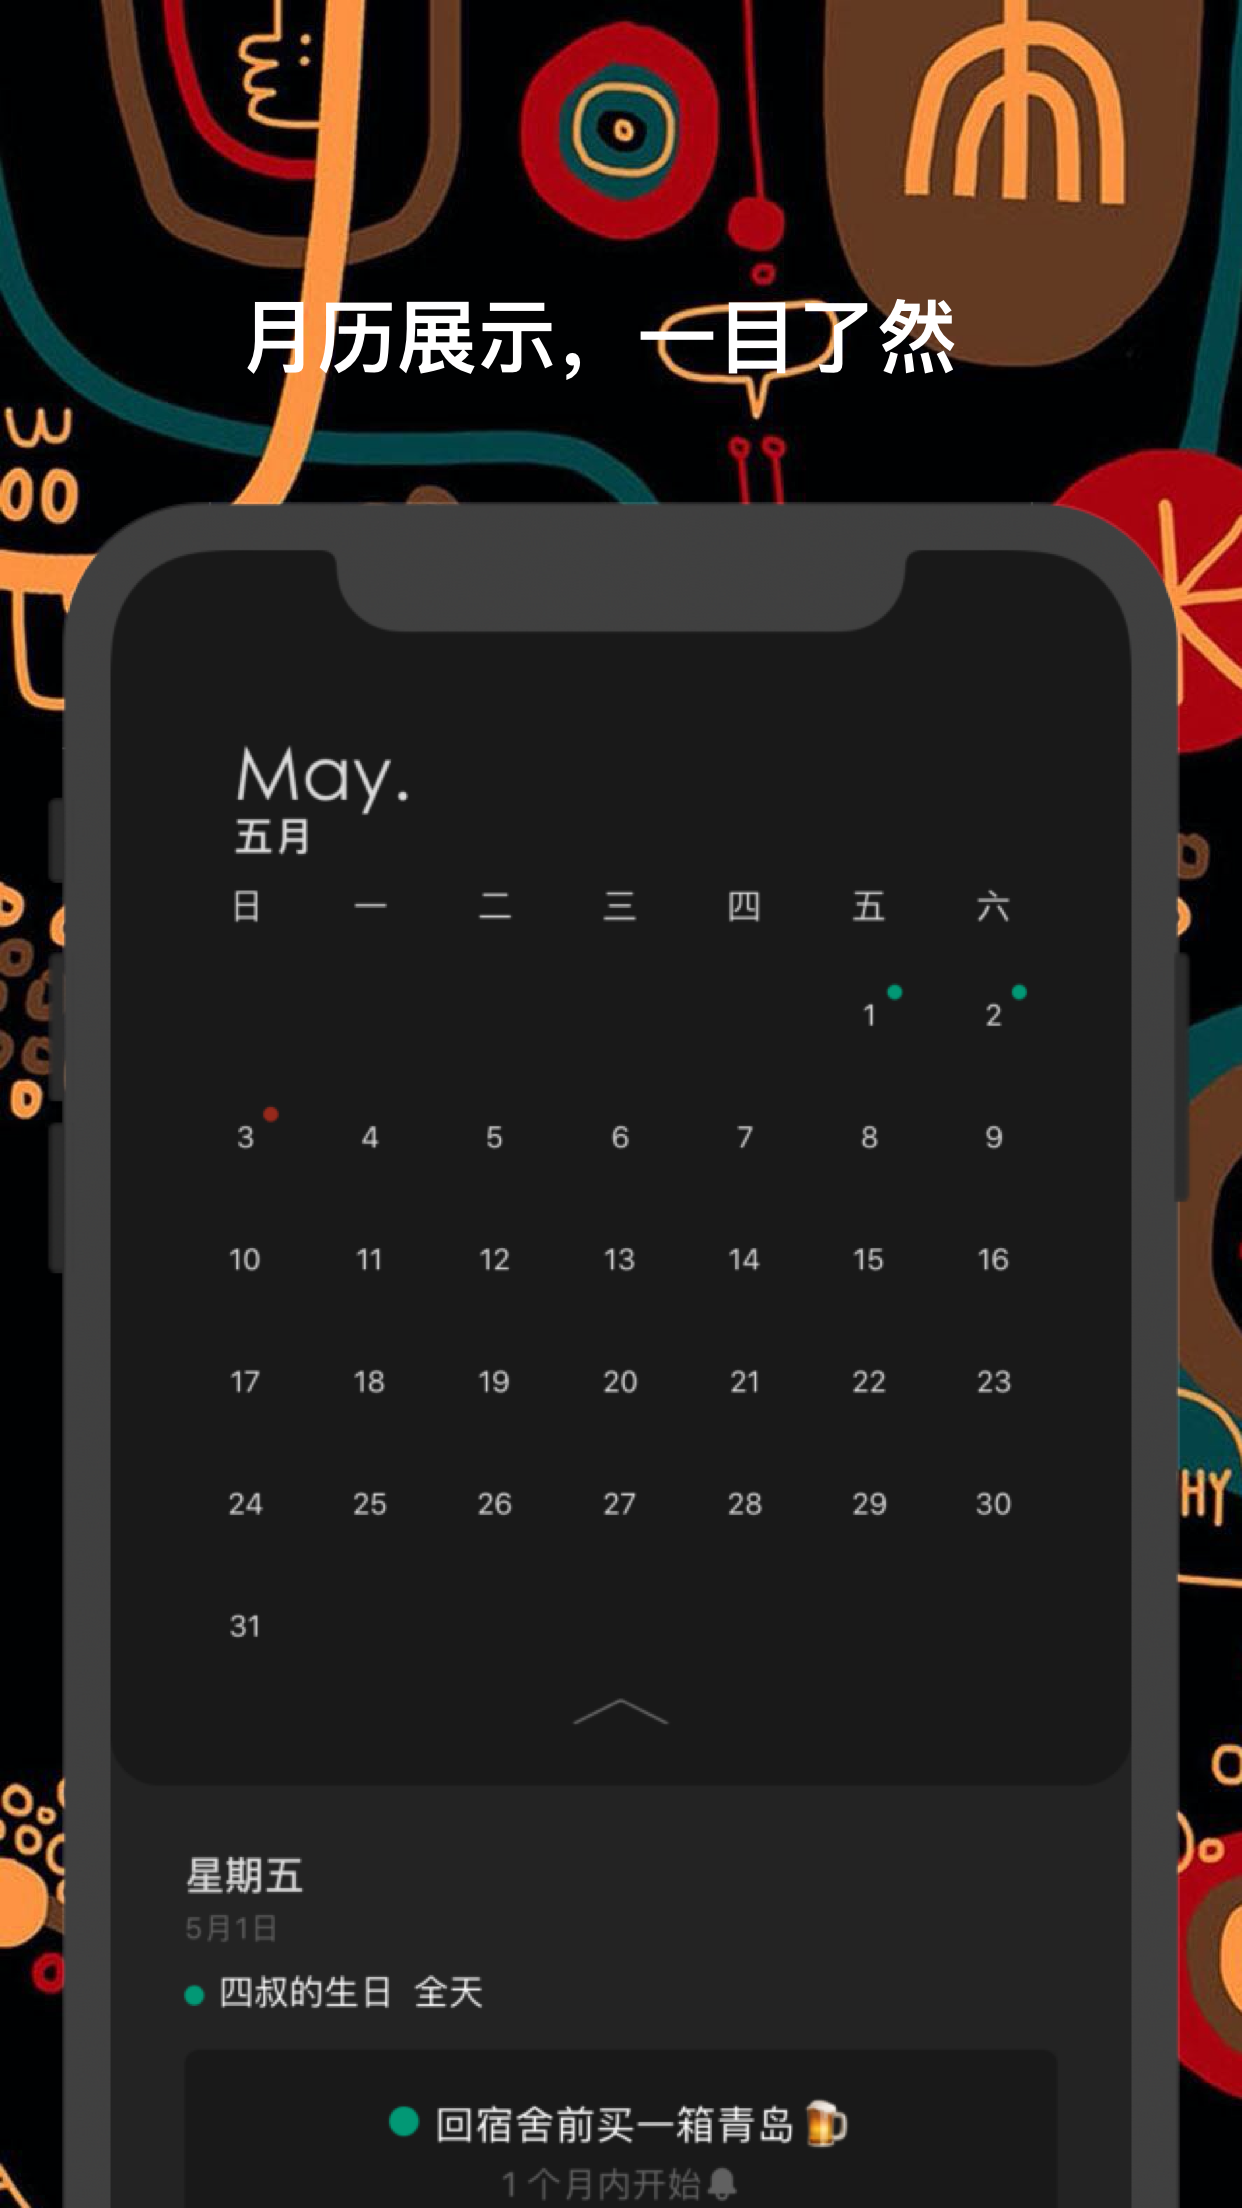 月历展示，一目了然
W
OO
May.
五月
日 一 二 三 四 五 六
1 2
3 4 5 6 7 8 9
10 11 12 13 14 15 16
17 18 19 20 21 22 23
24 25 26 27 28 29 30
HY
31
星期五
5月1日
四叔的生日 全天
回宿舍前买一箱青岛🍺
1个月内开始🔔